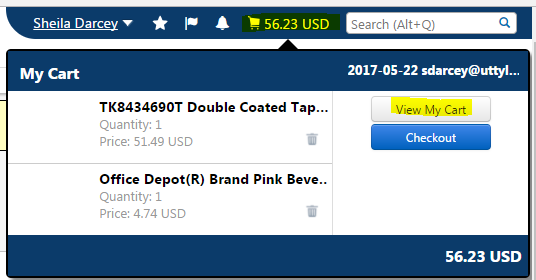 Sheila Darcey 56.23 USD Search (Alt+Q)
My Cart 2017-05-22 sdarcey@uttyl...
TK8434690T Double Coated Tap...
Quantity: 1
Price: 51.49 USD
View My Cart
Checkout
Office Depot(R) Brand Pink Beve..
Quantity: 1
Price: 4.74 USD
56.23 USD